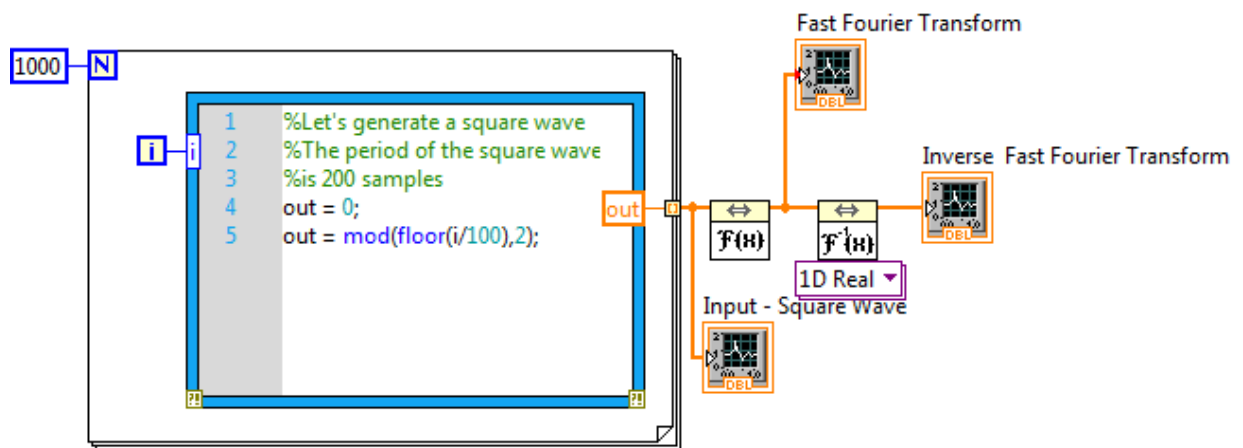 Fast Fourier Transform
1000
N
DBL
1 %Let's generate a square wave
2 %The period of the square wave
3 %is 200 samples
4 out = 0;
5 out = mod(floor(i/100),2);
i
i
out
Inverse Fast Fourier Transform
DBL
F(x)
F⁻¹(x)
1D Real
Input - Square Wave
DBL